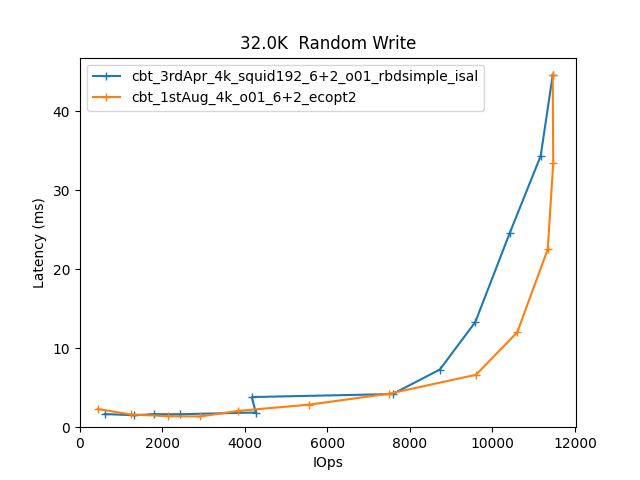 32.0K  Random Write
cbt_3rdApr_4k_squid192_6+2_o01_rbdsimple_isal
cbt_1stAug_4k_o01_6+2_ecopt2
Latency (ms)
40
30
20
10
0
0 2000 4000 6000 8000 10000 12000
IOps